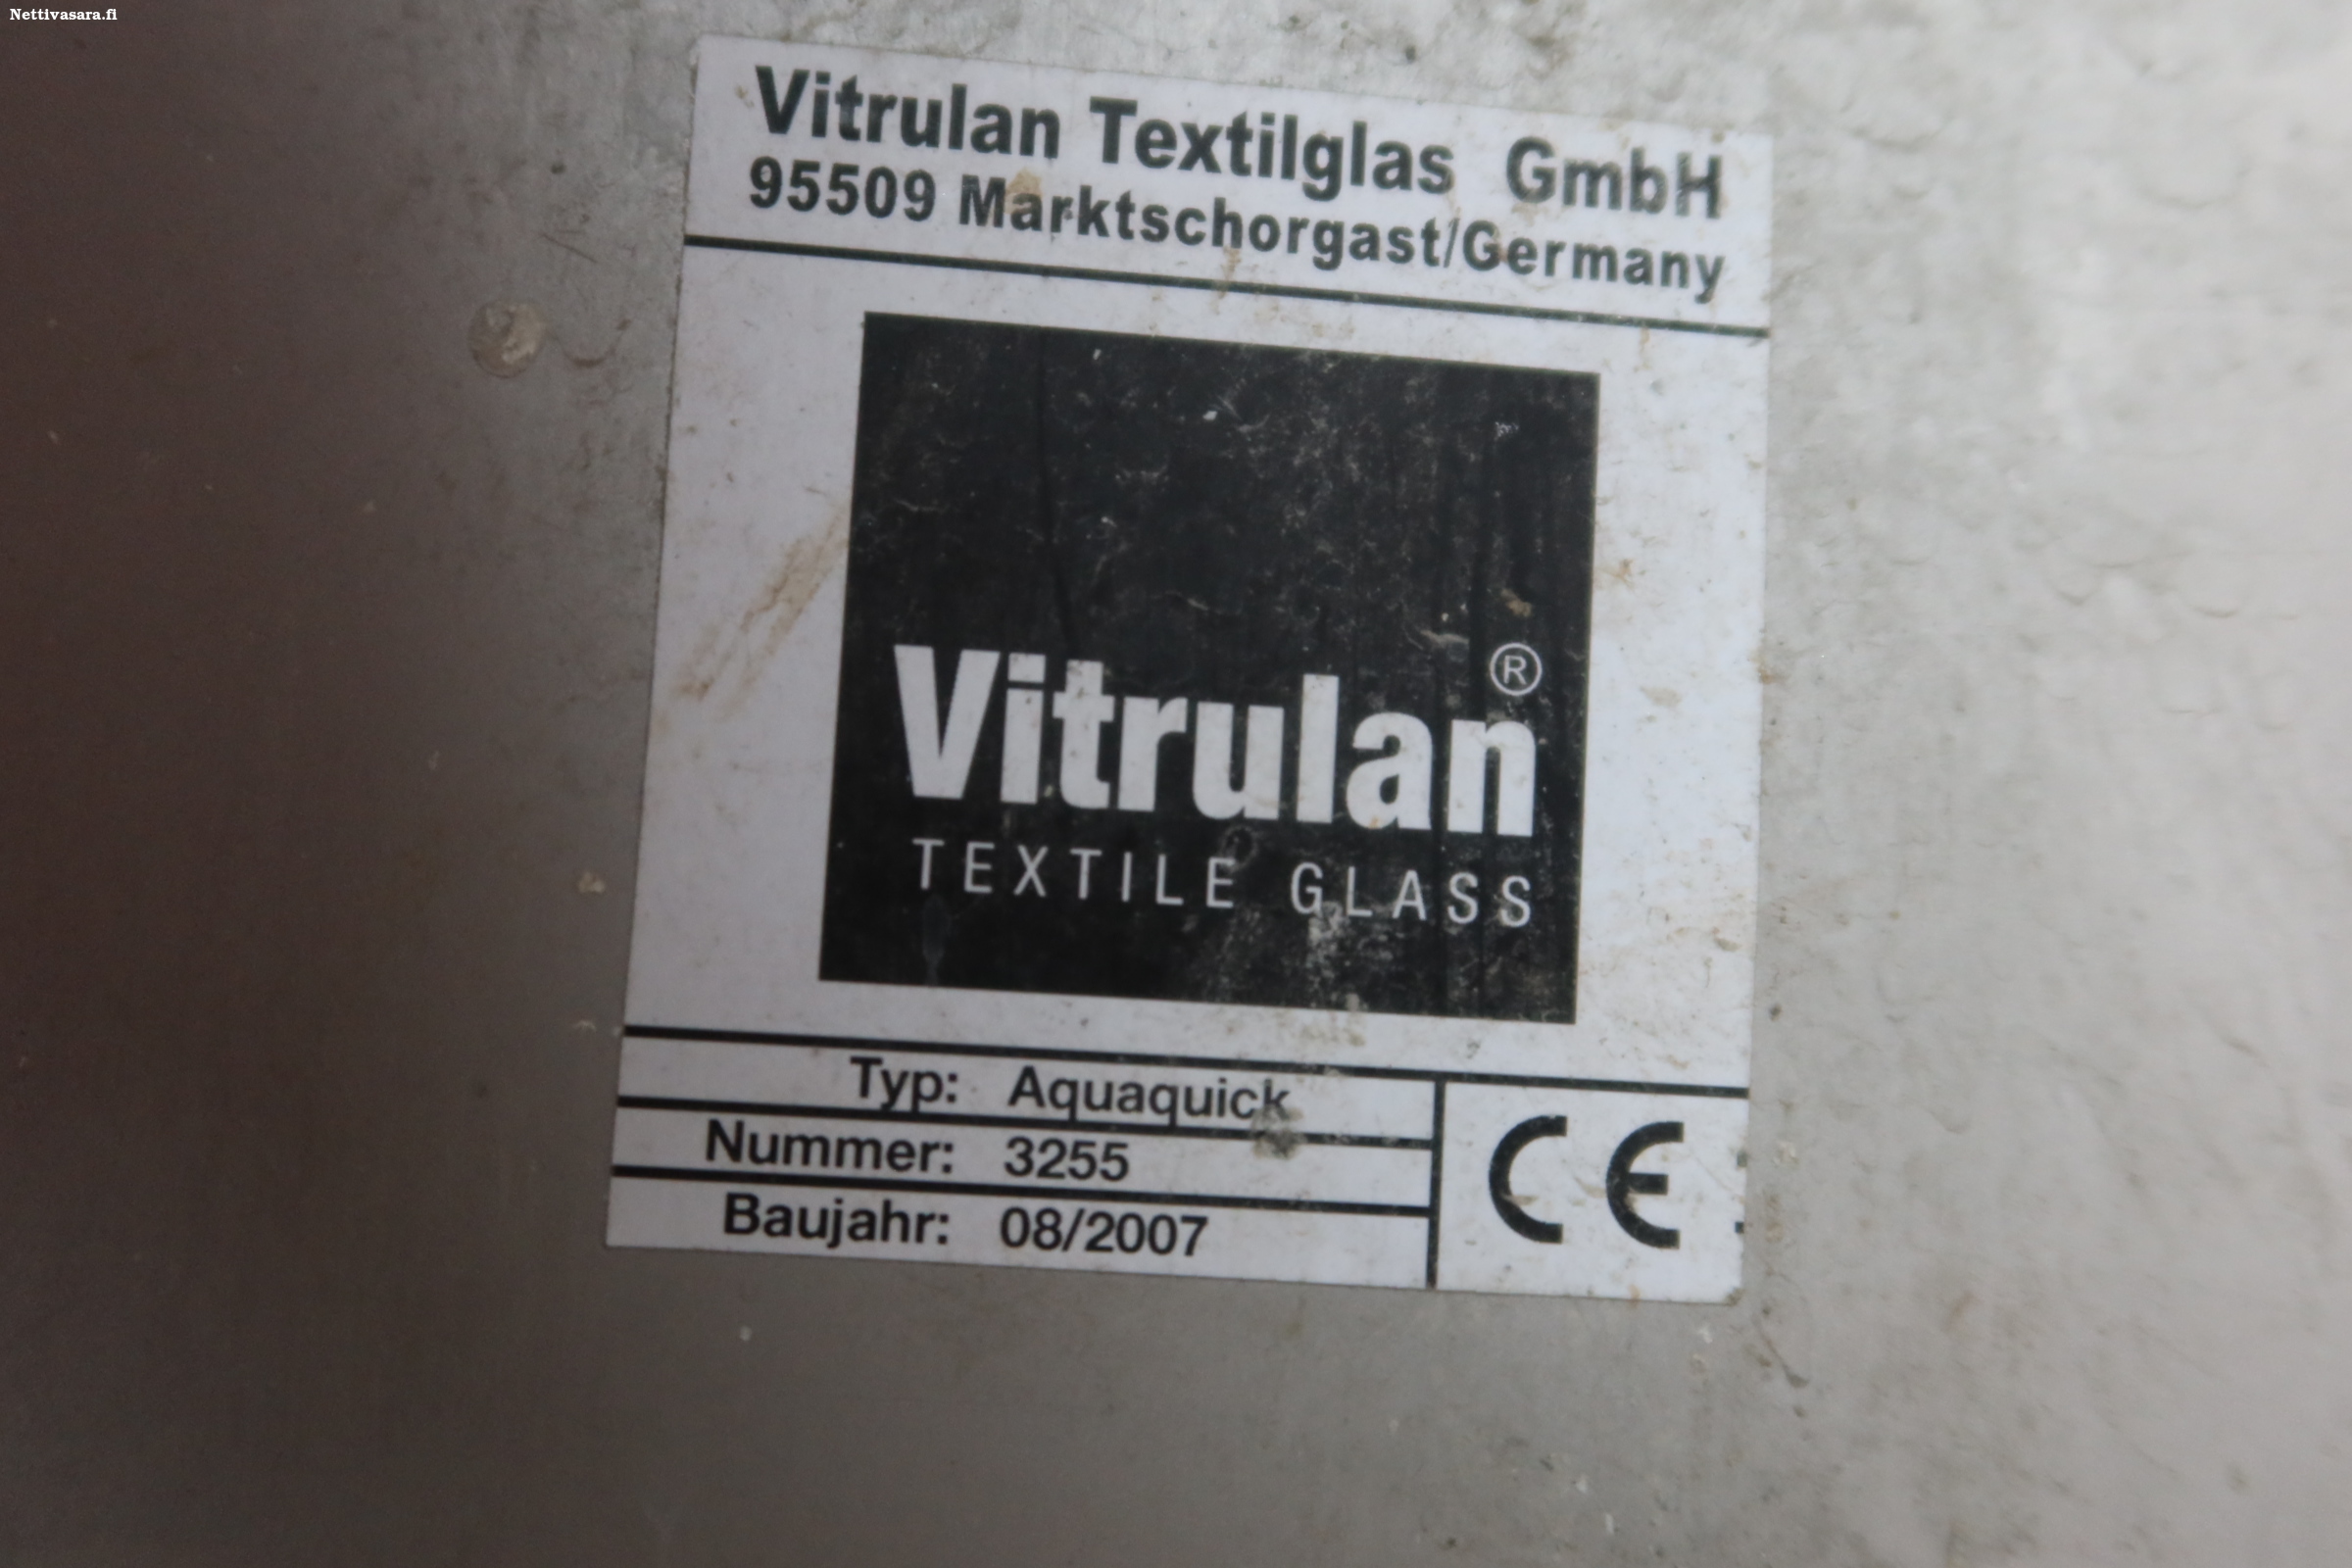 Nettivasara.fi
Vitrulan Textilglas GmbH
95509 Marktschorgast/Germany
Vitrulan®
TEXTILE GLASS
Typ: Aquaquick
Nummer: 3255
Baujahr: 08/2007
CE